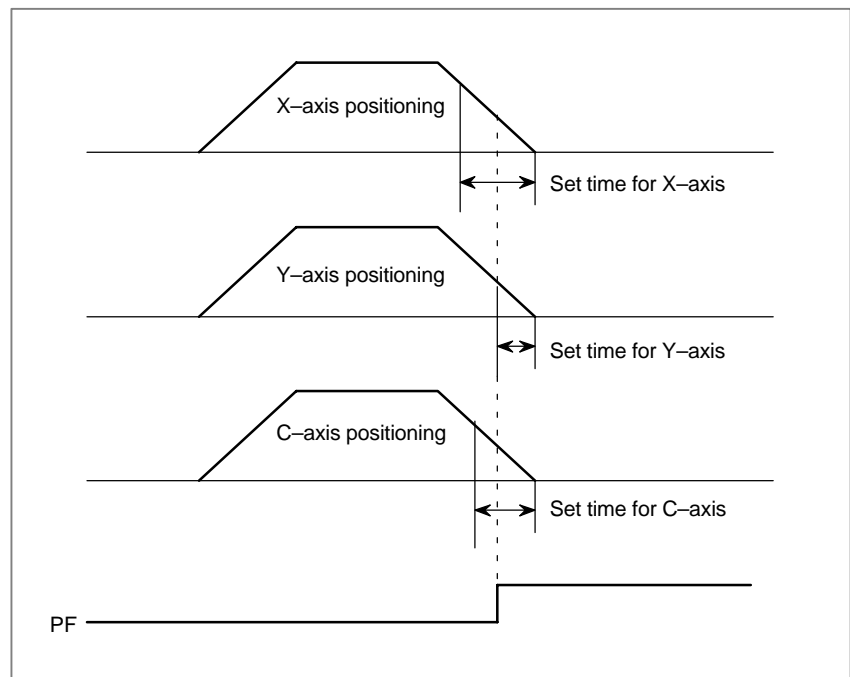 X–axis positioning
Set time for X–axis
Y–axis positioning
Set time for Y–axis
C–axis positioning
Set time for C–axis
PF